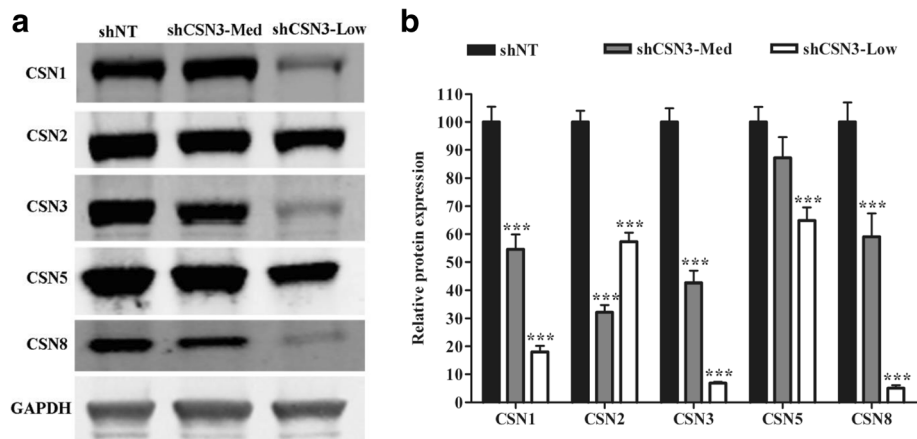 a
shNT shCSN3-Med shCSN3-Low
CSN1
CSN2
CSN3
CSN5
CSN8
GAPDH
b
shNT shCSN3-Med shCSN3-Low
Relative protein expression
110
100
90
80
70
60
50
40
30
20
10
0
*** *** *** *** *** *** *** *** ***
CSN1 CSN2 CSN3 CSN5 CSN8